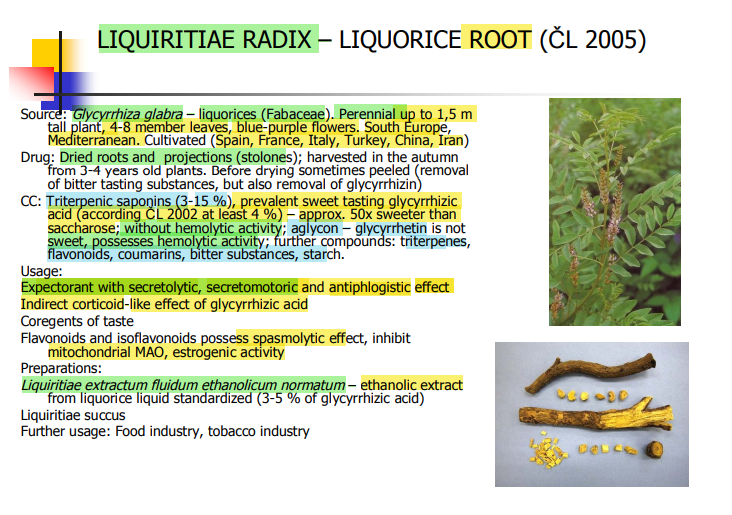 LIQUIRITIAE RADIX – LIQUORICE ROOT (ČL 2005)
Source: Glycyrrhiza glabra – liquorices (Fabaceae). Perennial up to 1,5 m
tall plant, 4-8 member leaves, blue-purple flowers. South Europe,
Mediterranean. Cultivated (Spain, France, Italy, Turkey, China, Iran)
Drug: Dried roots and projections (stolones); harvested in the autumn
from 3-4 years old plants. Before drying sometimes peeled (removal
of bitter tasting substances, but also removal of glycyrrhizin)
CC: Triterpenic saponins (3-15 %), prevalent sweet tasting glycyrrhizic
acid (according ČL 2002 at least 4 %) – approx. 50x sweeter than
saccharose; without hemolytic activity; aglycon – glycyrrhetin is not
sweet, possesses hemolytic activity; further compounds: triterpenes,
flavonoids, coumarins, bitter substances, starch.
Usage:
Expectorant with secretolytic, secretomotoric and antiphlogistic effect
Indirect corticoid-like effect of glycyrrhizic acid
Coregents of taste
Flavonoids and isoflavonoids possess spasmolytic effect, inhibit
mitochondrial MAO, estrogenic activity
Preparations:
Liquiritiae extractum fluidum ethanolicum normatum – ethanolic extract
from liquorice liquid standardized (3-5 % of glycyrrhizic acid)
Liquiritiae succus
Further usage: Food industry, tobacco industry